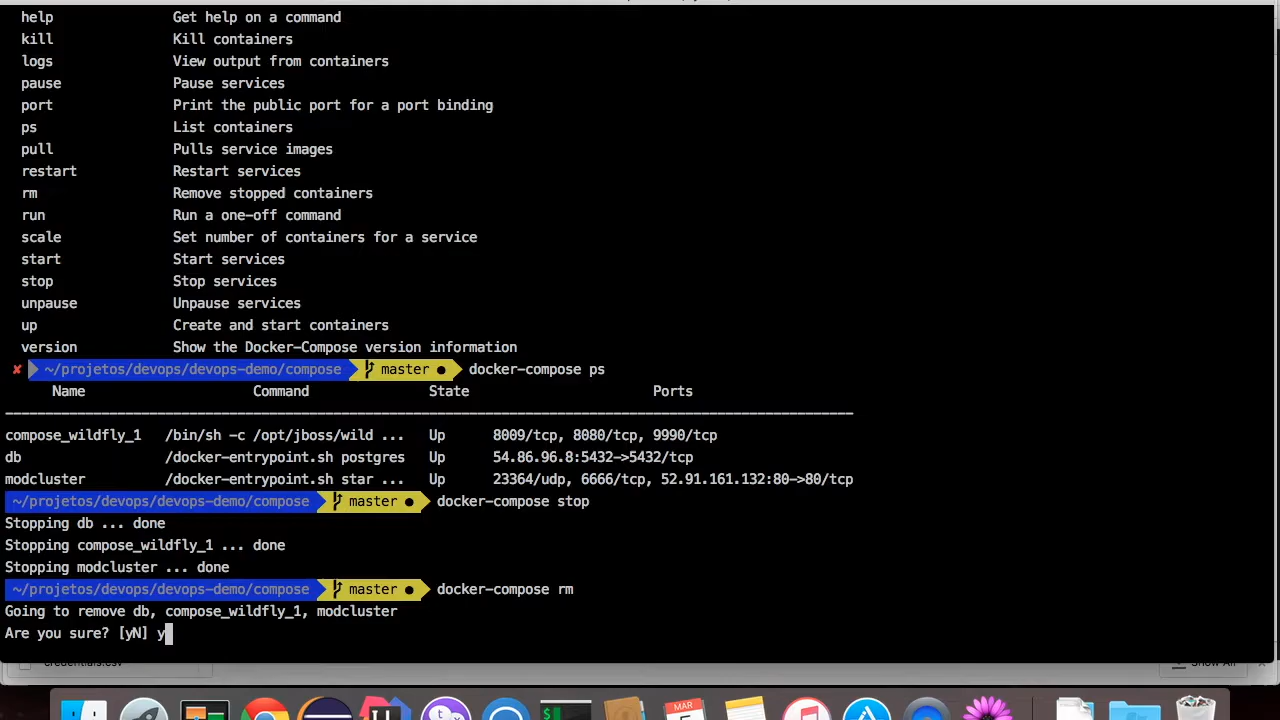 help Get help on a command
kill Kill containers
logs View output from containers
pause Pause services
port Print the public port for a port binding
ps List containers
pull Pulls service images
restart Restart services
rm Remove stopped containers
run Run a one-off command
scale Set number of containers for a service
start Start services
stop Stop services
unpause Unpause services
up Create and start containers
version Show the Docker-Compose version information
✘ ~/projetos/devops/devops-demo/compose master ● docker-compose ps
Name Command State Ports
compose_wildfly_1 /bin/sh -c /opt/jboss/wild ... Up 8009/tcp, 8080/tcp, 9990/tcp
db /docker-entrypoint.sh postgres Up 54.86.96.8:5432->5432/tcp
modcluster /docker-entrypoint.sh star ... Up 23364/udp, 6666/tcp, 52.91.161.132:80->80/tcp
~/projetos/devops/devops-demo/compose master ● docker-compose stop
Stopping db ... done
Stopping compose_wildfly_1 ... done
Stopping modcluster ... done
~/projetos/devops/devops-demo/compose master ● docker-compose rm
Going to remove db, compose_wildfly_1, modcluster
Are you sure? [yN] y
credentials.csv Show All
MAR